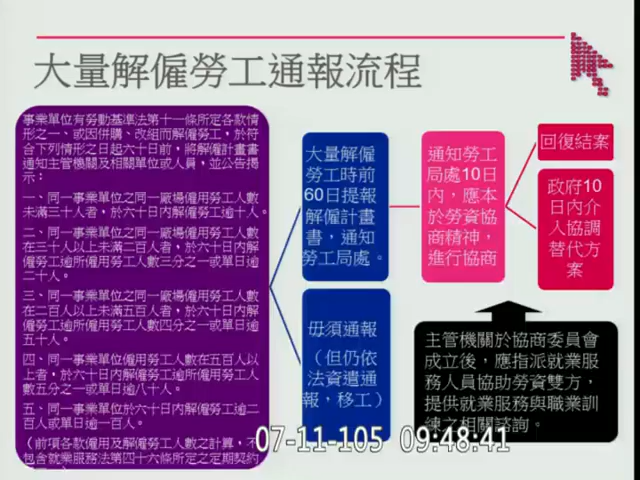 大量解僱勞工通報流程
事業單位有勞動基準法第十一條所定各款情
形之一、或因併購、改組而解僱勞工，於符
合下列情形之日起六十日前，將解僱計畫書
通知主管機關及相關單位或人員，並公告揭
示：
一、同一事業單位之同一廠場僱用勞工人數
未滿三十人者，於六十日內解僱勞工逾十人。
二、同一事業單位之同一廠場僱用勞工人數
在三十人以上未滿二百人者，於六十日內解
僱勞工逾所僱用勞工人數三分之一或單日逾
二十人。
三、同一事業單位之同一廠場僱用勞工人數
在二百人以上未滿五百人者，於六十日內解
僱勞工逾所僱用勞工人數四分之一或單日逾
五十人。
四、同一事業單位之同一廠場僱用勞工人數在五百人以
上者，於六十日內解僱勞工逾所僱用勞工人
數五分之一或單日逾八十人。
五、同一事業單位於六十日內解僱勞工逾二
百人或單日逾一百人。
（前項各款僱用及解僱勞工人數之計算，不
包含就業服務法第四十六條所定之定期契約
大量解僱
勞工時前
60日提報
解僱計畫
書，通知
勞工局處。
毋須通報
（但仍依
法資遣通
報，移工）
通知勞工
局處10日
內，應本
於勞資協
商精神，
進行協商
回復結案
政府10
日內介
入協調
替代方
案
主管機關於協商委員會
成立後，應指派就業服
務人員協助勞資雙方，
提供就業服務與職業訓
練之相關諮詢。
07-11-105 09:48:41